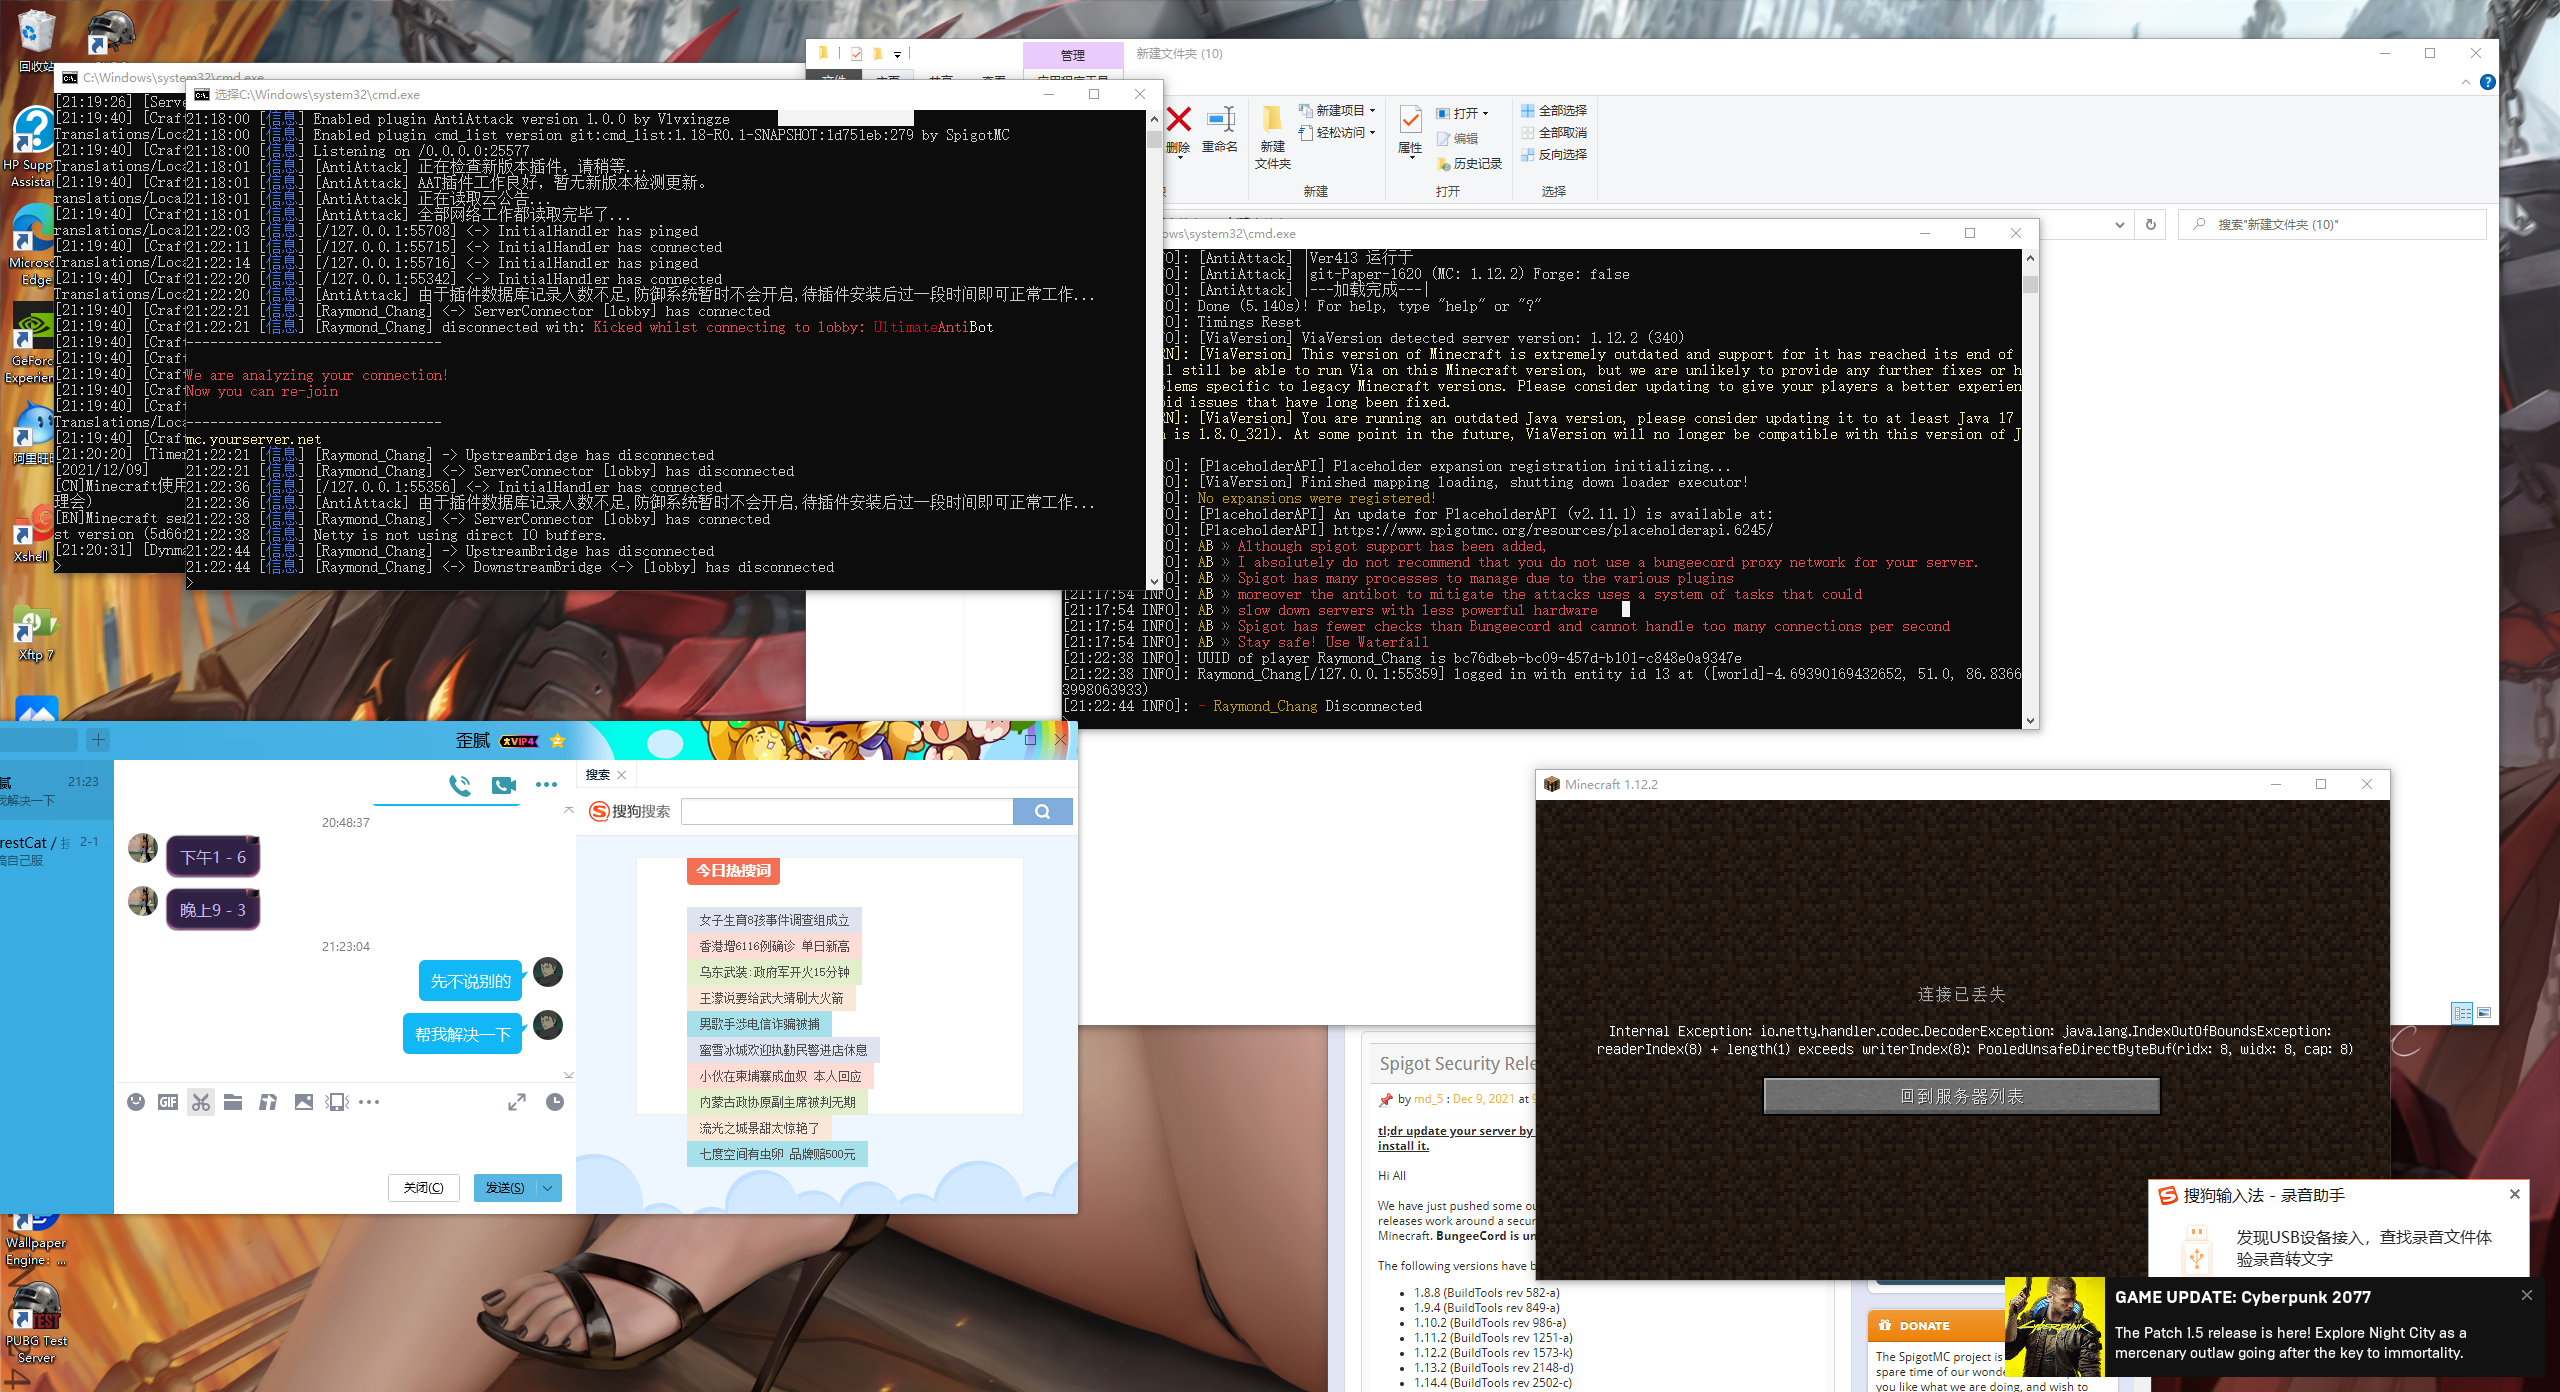 回收站
HP Suppo
Assistan
Microso
Edge
GeForc
Experien
阿里旺旺
Xshell
Xftp 7
Wallpaper
Engine: ...
PUBG Test
Server
C:\Windows\system32\cmd.exe
[21:19:26] [Serve
[21:19:40] [Craft
Translations/Loca
[21:19:40] [Craft
Translations/Loca
[21:19:40] [Craft
ranslations/Local
[21:19:40] [Craft
ranslations/Local
[21:19:40] [Craft
Translations/Loca
[21:19:40] [Craft
Translations/Loca
[21:19:40] [Craft
[21:19:40] [Craft
[21:19:40] [Craft
[21:19:40] [Craft
[21:19:40] [Craft
[21:19:40] [Craft
[21:19:40] [Craft
Translations/Loca
[21:19:40] [Craft
[21:20:20] [Timer
[2021/12/09]
[CN]Minecraft使用
理会)
[EN]Minecraft ser
st version (5d66f
[21:20:31] [Dynma
>
选择C:\Windows\system32\cmd.exe
21:18:00 [信息] Enabled plugin AntiAttack version 1.0.0 by Vlvxingze
21:18:00 [信息] Enabled plugin cmd_list version git:cmd_list:1.18-R0.1-SNAPSHOT:1d751eb:279 by SpigotMC
21:18:00 [信息] Listening on /0.0.0.0:25577
21:18:01 [信息] [AntiAttack] 正在检查新版本插件, 请稍等...
21:18:01 [信息] [AntiAttack] AAT插件工作良好, 暂无新版本检测更新。
21:18:01 [信息] [AntiAttack] 正在读取云公告...
21:18:01 [信息] [AntiAttack] 全部网络工作都读取完毕了...
21:22:03 [信息] [/127.0.0.1:55708] <-> InitialHandler has pinged
21:22:11 [信息] [/127.0.0.1:55715] <-> InitialHandler has connected
21:22:14 [信息] [/127.0.0.1:55716] <-> InitialHandler has pinged
21:22:20 [信息] [/127.0.0.1:55342] <-> InitialHandler has connected
21:22:20 [信息] [AntiAttack] 由于插件数据库记录人数不足,防御系统暂时不会开启,待插件安装后过一段时间即可正常工作...
21:22:21 [信息] [Raymond_Chang] <-> ServerConnector [lobby] has connected
21:22:21 [信息] [Raymond_Chang] disconnected with: Kicked whilst connecting to lobby: UltimateAntiBot
--------------------------------
We are analyzing your connection!
Now you can re-join
--------------------------------
mc.yourserver.net
21:22:21 [信息] [Raymond_Chang] -> UpstreamBridge has disconnected
21:22:21 [信息] [Raymond_Chang] <-> ServerConnector [lobby] has disconnected
21:22:36 [信息] [/127.0.0.1:55356] <-> InitialHandler has connected
21:22:36 [信息] [AntiAttack] 由于插件数据库记录人数不足,防御系统暂时不会开启,待插件安装后过一段时间即可正常工作...
21:22:38 [信息] [Raymond_Chang] <-> ServerConnector [lobby] has connected
21:22:38 [信息] Netty is not using direct IO buffers.
21:22:44 [信息] [Raymond_Chang] -> UpstreamBridge has disconnected
21:22:44 [信息] [Raymond_Chang] <-> DownstreamBridge <-> [lobby] has disconnected
>
管理
新建文件夹 (10)
删除
重命名
新建
文件夹
新建项目
轻松访问
新建
属性
打开
编辑
历史记录
打开
全部选择
全部取消
反向选择
选择
搜索"新建文件夹 (10)"
ows\system32\cmd.exe
FO]: [AntiAttack] |Ver413 运行于
FO]: [AntiAttack] |git-Paper-1620 (MC: 1.12.2) Forge: false
FO]: [AntiAttack] |---加载完成---|
FO]: Done (5.140s)! For help, type "help" or "?"
FO]: Timings Reset
FO]: [ViaVersion] ViaVersion detected server version: 1.12.2 (340)
RN]: [ViaVersion] This version of Minecraft is extremely outdated and support for it has reached its end of
ll still be able to run Via on this Minecraft version, but we are unlikely to provide any further fixes or h
blems specific to legacy Minecraft versions. Please consider updating to give your players a better experien
oid issues that have long been fixed.
RN]: [ViaVersion] You are running an outdated Java version, please consider updating it to at least Java 17
n is 1.8.0_321). At some point in the future, ViaVersion will no longer be compatible with this version of J
FO]: [PlaceholderAPI] Placeholder expansion registration initializing...
FO]: [ViaVersion] Finished mapping loading, shutting down loader executor!
FO]: No expansions were registered!
FO]: [PlaceholderAPI] An update for PlaceholderAPI (v2.11.1) is available at:
FO]: [PlaceholderAPI] https://www.spigotmc.org/resources/placeholderapi.6245/
FO]: AB » Although spigot support has been added,
FO]: AB » I absolutely do not recommend that you do not use a bungeecord proxy network for your server.
FO]: AB » Spigot has many processes to manage due to the various plugins
[21:17:54 INFO]: AB » moreover the antibot to mitigate the attacks uses a system of tasks that could
[21:17:54 INFO]: AB » slow down servers with less powerful hardware
[21:17:54 INFO]: AB » Spigot has fewer checks than Bungeecord and cannot handle too many connections per second
[21:17:54 INFO]: AB » Stay safe! Use Waterfall
[21:22:38 INFO]: UUID of player Raymond_Chang is bc76dbeb-bc09-457d-b101-c848e0a9347e
[21:22:38 INFO]: Raymond_Chang[/127.0.0.1:55359] logged in with entity id 13 at ([world]-4.69390169432652, 51.0, 86.8366
3998063933)
[21:22:44 INFO]: - Raymond_Chang Disconnected
歪腻 VIP4
腻 21:23
我解决一下
restCat / 2-1
搞自己服
20:48:37
下午1 - 6
晚上9 - 3
21:23:04
先不说别的
帮我解决一下
GIF
关闭(C)
发送(S)
搜索
搜狗搜索
今日热搜词
女子生育8孩事件调查组成立
香港增6116例确诊 单日新高
乌东武装:政府军开火15分钟
王濛说要给武大靖刷大火箭
男歌手涉电信诈骗被捕
蜜雪冰城欢迎执勤民警进店休息
小伙在柬埔寨成血奴 本人回应
内蒙古政协原副主席被判无期
流光之城景甜太惊艳了
七度空间有虫卵 品牌赔500元
Spigot Security Rele
by md_5 : Dec 9, 2021 at 9
tl;dr update your server by
install it.
Hi All
We have just pushed some ou
releases work around a secur
Minecraft. BungeeCord is un
The following versions have b
1.8.8 (BuildTools rev 582-a)
1.9.4 (BuildTools rev 849-a)
1.10.2 (BuildTools rev 986-a)
1.11.2 (BuildTools rev 1251-a)
1.12.2 (BuildTools rev 1573-k)
1.13.2 (BuildTools rev 2148-d)
1.14.4 (BuildTools rev 2502-c)
Minecraft 1.12.2
连接已丢失
Internal Exception: io.netty.handler.codec.DecoderException: java.lang.IndexOutOfBoundsException:
readerIndex(8) + length(1) exceeds writerIndex(8): PooledUnsafeDirectByteBuf(ridx: 8, widx: 8, cap: 8)
回到服务器列表
DONATE
The SpigotMC project is
spare time of our wonde
you like what we are doing, and wish to
搜狗输入法 - 录音助手
发现USB设备接入，查找录音文件体
验录音转文字
GAME UPDATE: Cyberpunk 2077
The Patch 1.5 release is here! Explore Night City as a
mercenary outlaw going after the key to immortality.